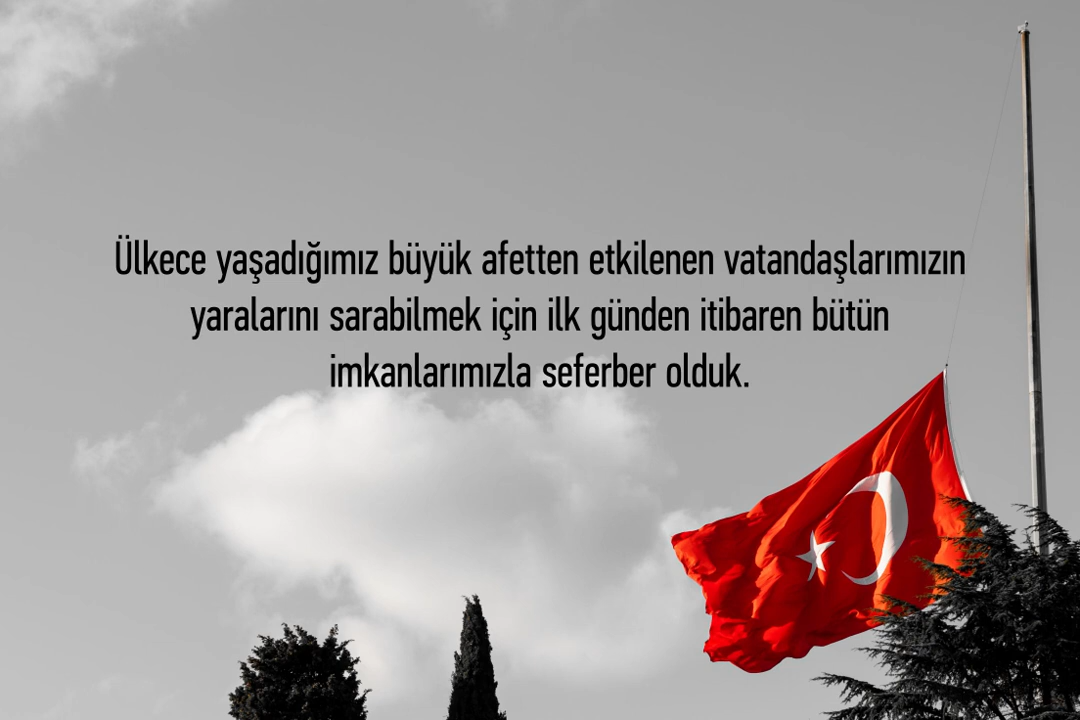 Ülkece yaşadığımız büyük afetten etkilenen vatandaşlarımızın
yaralarını sarabilmek için ilk günden itibaren bütün
imkanlarımızla seferber olduk.